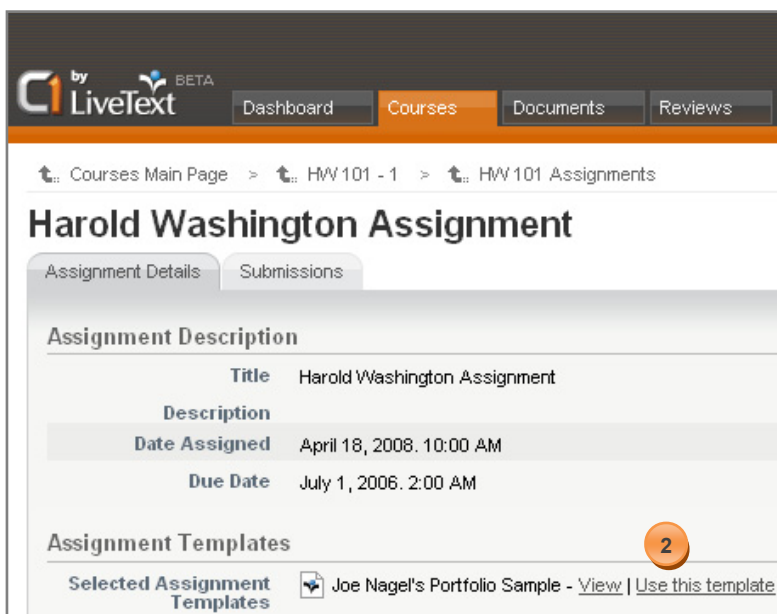 C1 by LiveText BETA
Dashboard Courses Documents Reviews
Courses Main Page > HW 101 - 1 > HW 101 Assignments
Harold Washington Assignment
Assignment Details Submissions
Assignment Description
Title Harold Washington Assignment
Description
Date Assigned April 18, 2008. 10:00 AM
Due Date July 1, 2006. 2:00 AM
Assignment Templates
2
Selected Assignment Templates Joe Nagel's Portfolio Sample - View | Use this template